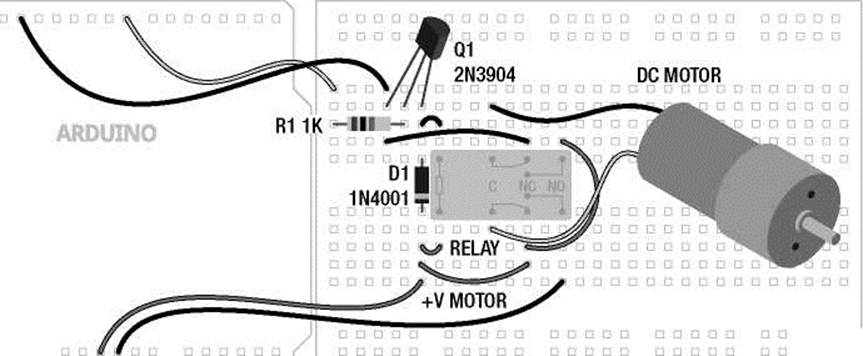 Q1
2N3904
DC MOTOR
R1 1K
ARDUINO
D1
1N4001
C NC NO
RELAY
+V MOTOR